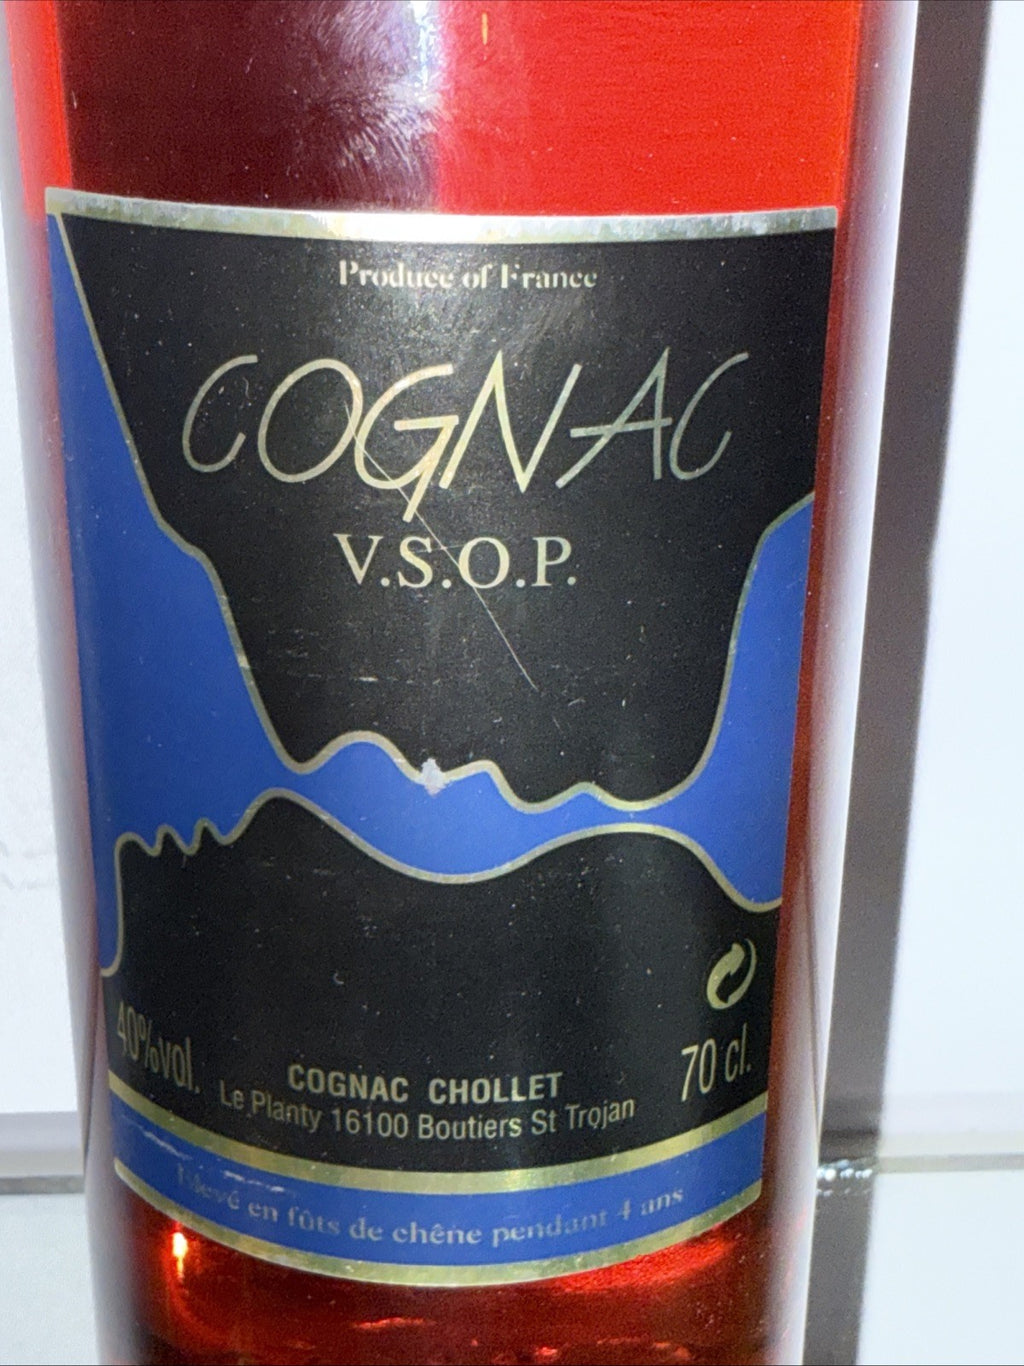 Produce of France
COGNAC
V.S.O.P.
40%vol.
70 cl.
COGNAC CHOLLET
Le Planty 16100 Boutiers St Trojan
Elevé en fûts de chêne pendant 4 ans